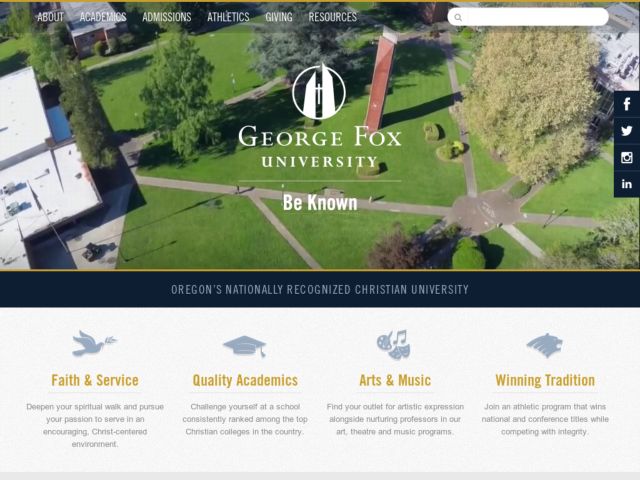 ABOUT ACADEMICS ADMISSIONS ATHLETICS GIVING RESOURCES
GEORGE FOX
UNIVERSITY
Be Known
OREGON'S NATIONALLY RECOGNIZED CHRISTIAN UNIVERSITY
Faith & Service
Deepen your spiritual walk and pursue
your passion to serve in an
encouraging, Christ-centered
environment.
Quality Academics
Challenge yourself at a school
consistently ranked among the top
Christian colleges in the country.
Arts & Music
Find your outlet for artistic expression
alongside nurturing professors in our
art, theatre and music programs.
Winning Tradition
Join an athletic program that wins
national and conference titles while
competing with integrity.